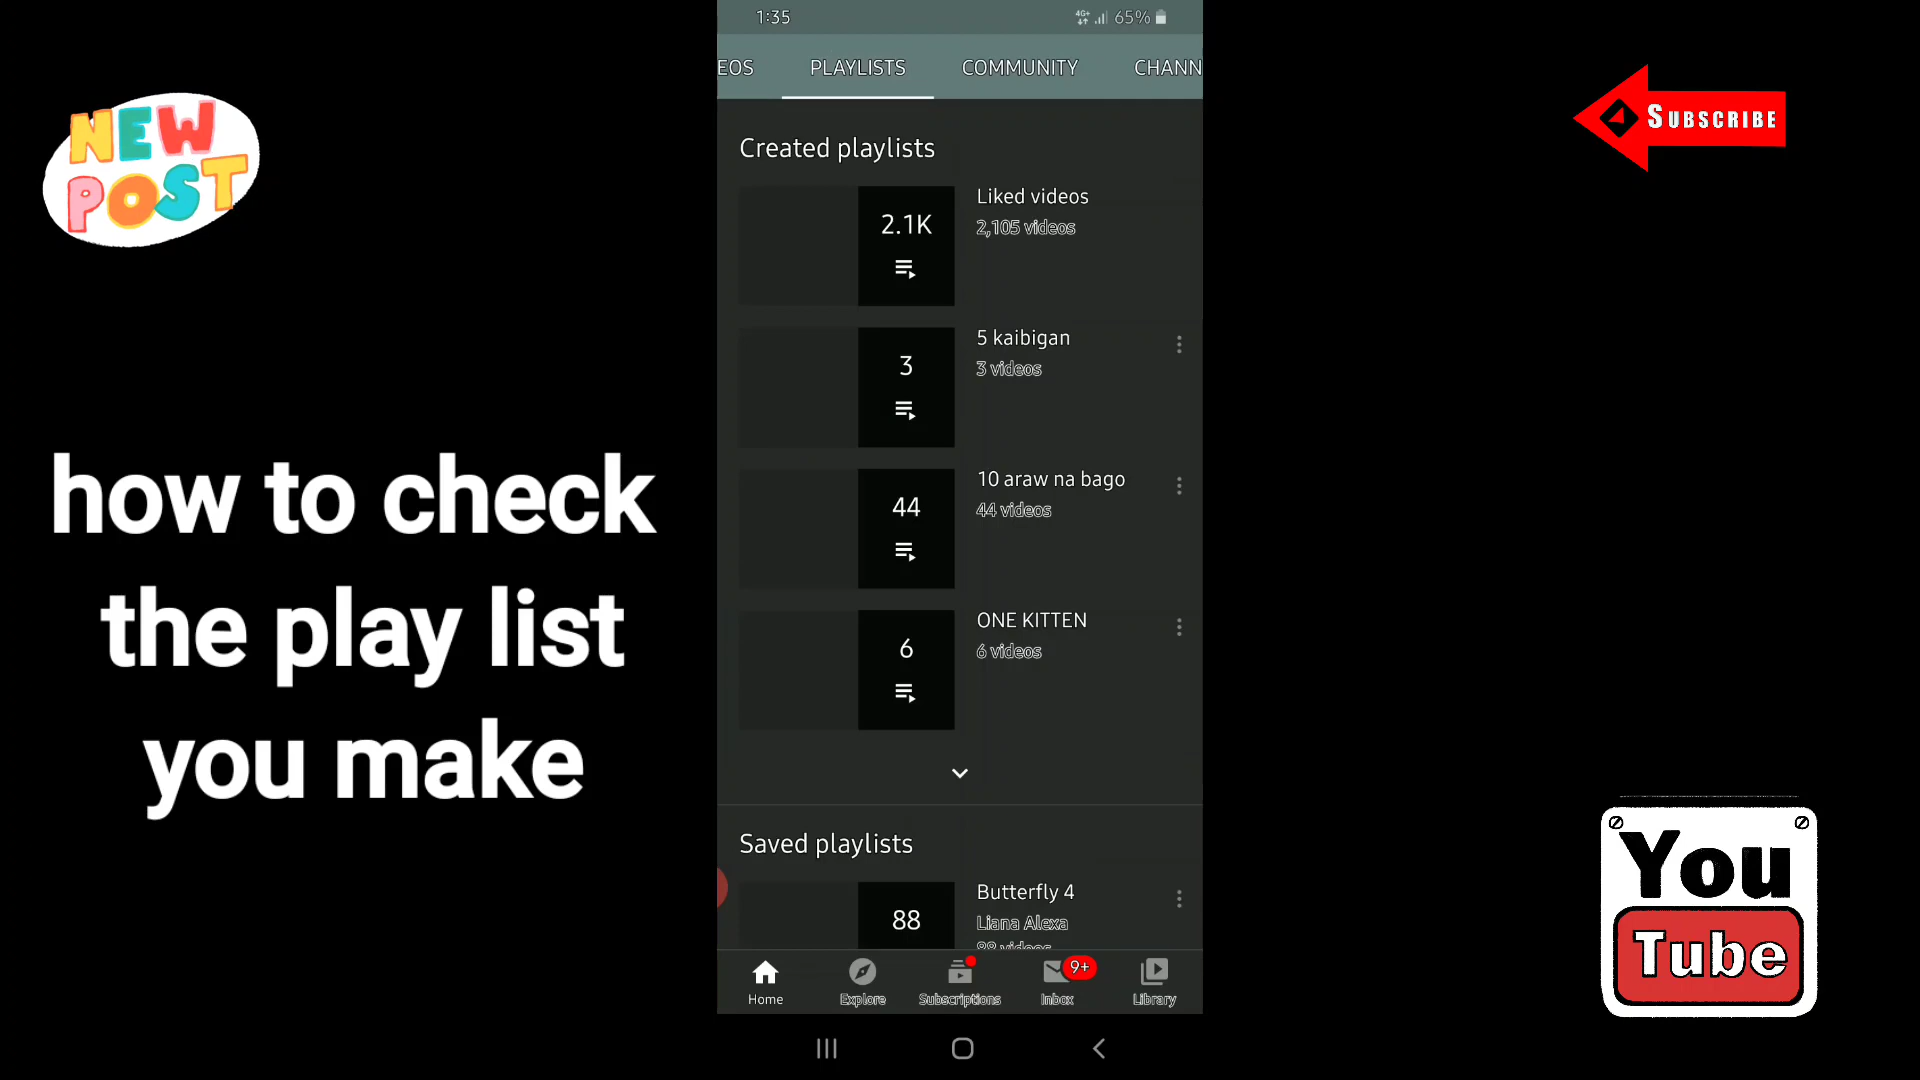 1:35
4G+
65%
EOS
PLAYLISTS
COMMUNITY
CHANN
NEW
POST
SUBSCRIBE
Created playlists
2.1K
Liked videos
2,105 videos
3
5 kaibigan
3 videos
44
10 araw na bago
44 videos
6
ONE KITTEN
6 videos
how to check
the play list
you make
Saved playlists
88
Butterfly 4
Liana Alexa
88 videos
You
Tube
9+
Home
Explore
Subscriptions
Inbox
Library